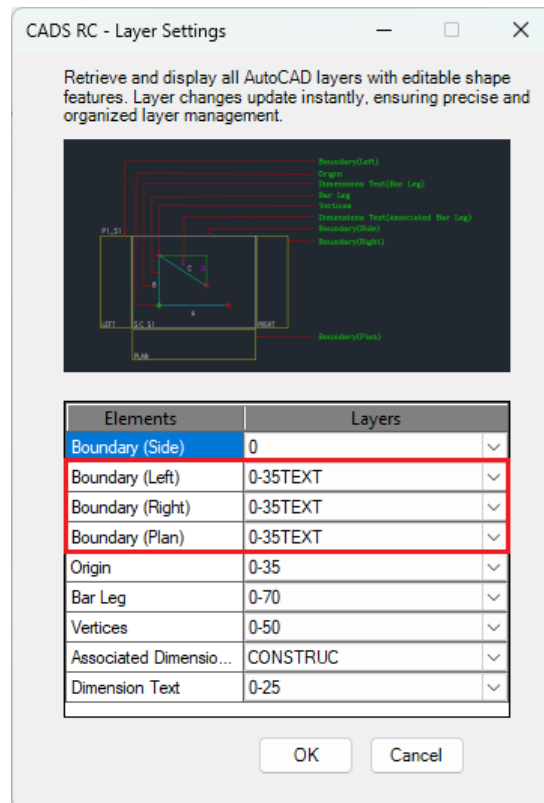 CADS RC - Layer Settings
Retrieve and display all AutoCAD layers with editable shape
features. Layer changes update instantly, ensuring precise and
organized layer management.
Boundary(Left)
Origin
Dimensions Text(Bar Leg)
Bar Leg
Vertices
Dimensions Text(Associated Bar Leg)
Boundary(Side)
Boundary(Right)
P1_S1
C
B
A
LEFT
SC S1
RIGHT
Boundary(Plan)
PLAN
Elements Layers
Boundary (Side) 0
Boundary (Left) 0-35TEXT
Boundary (Right) 0-35TEXT
Boundary (Plan) 0-35TEXT
Origin 0-35
Bar Leg 0-70
Vertices 0-50
Associated Dimensio... CONSTRUC
Dimension Text 0-25
OK Cancel